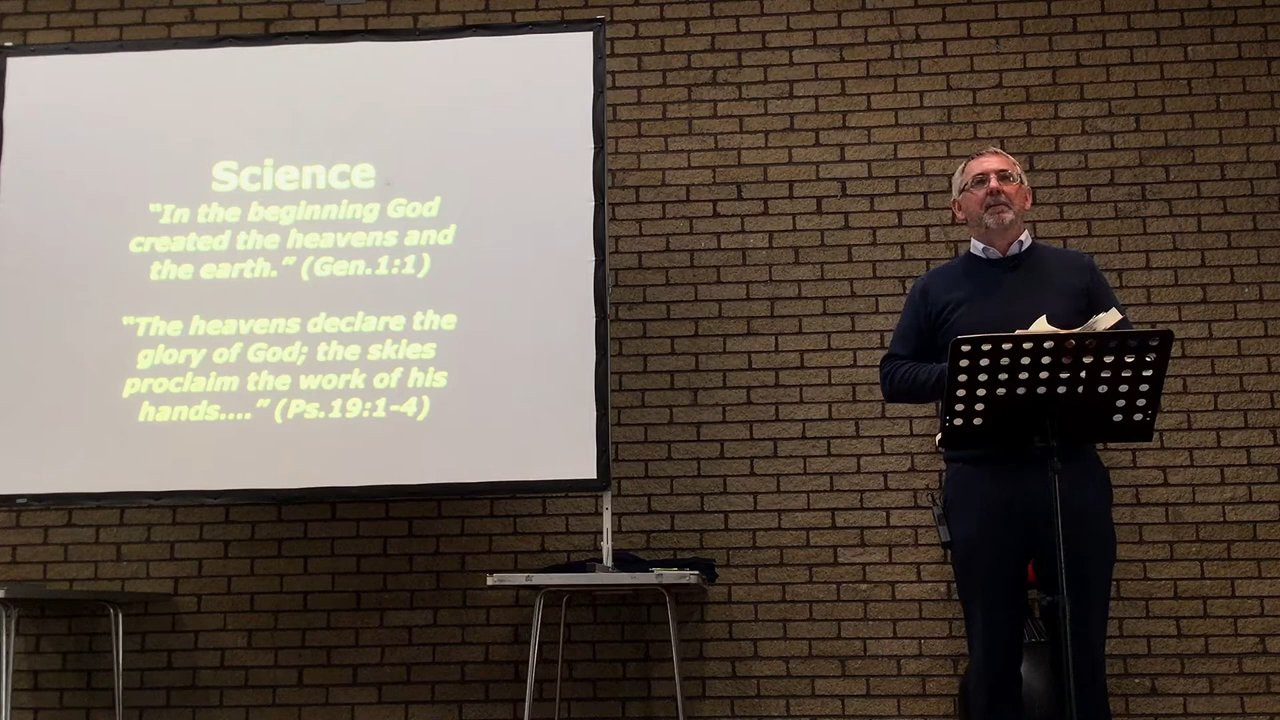 Science
"In the beginning God
created the heavens and
the earth." (Gen.1:1)
"The heavens declare the
glory of God; the skies
proclaim the work of his
hands...." (Ps.19:1-4)